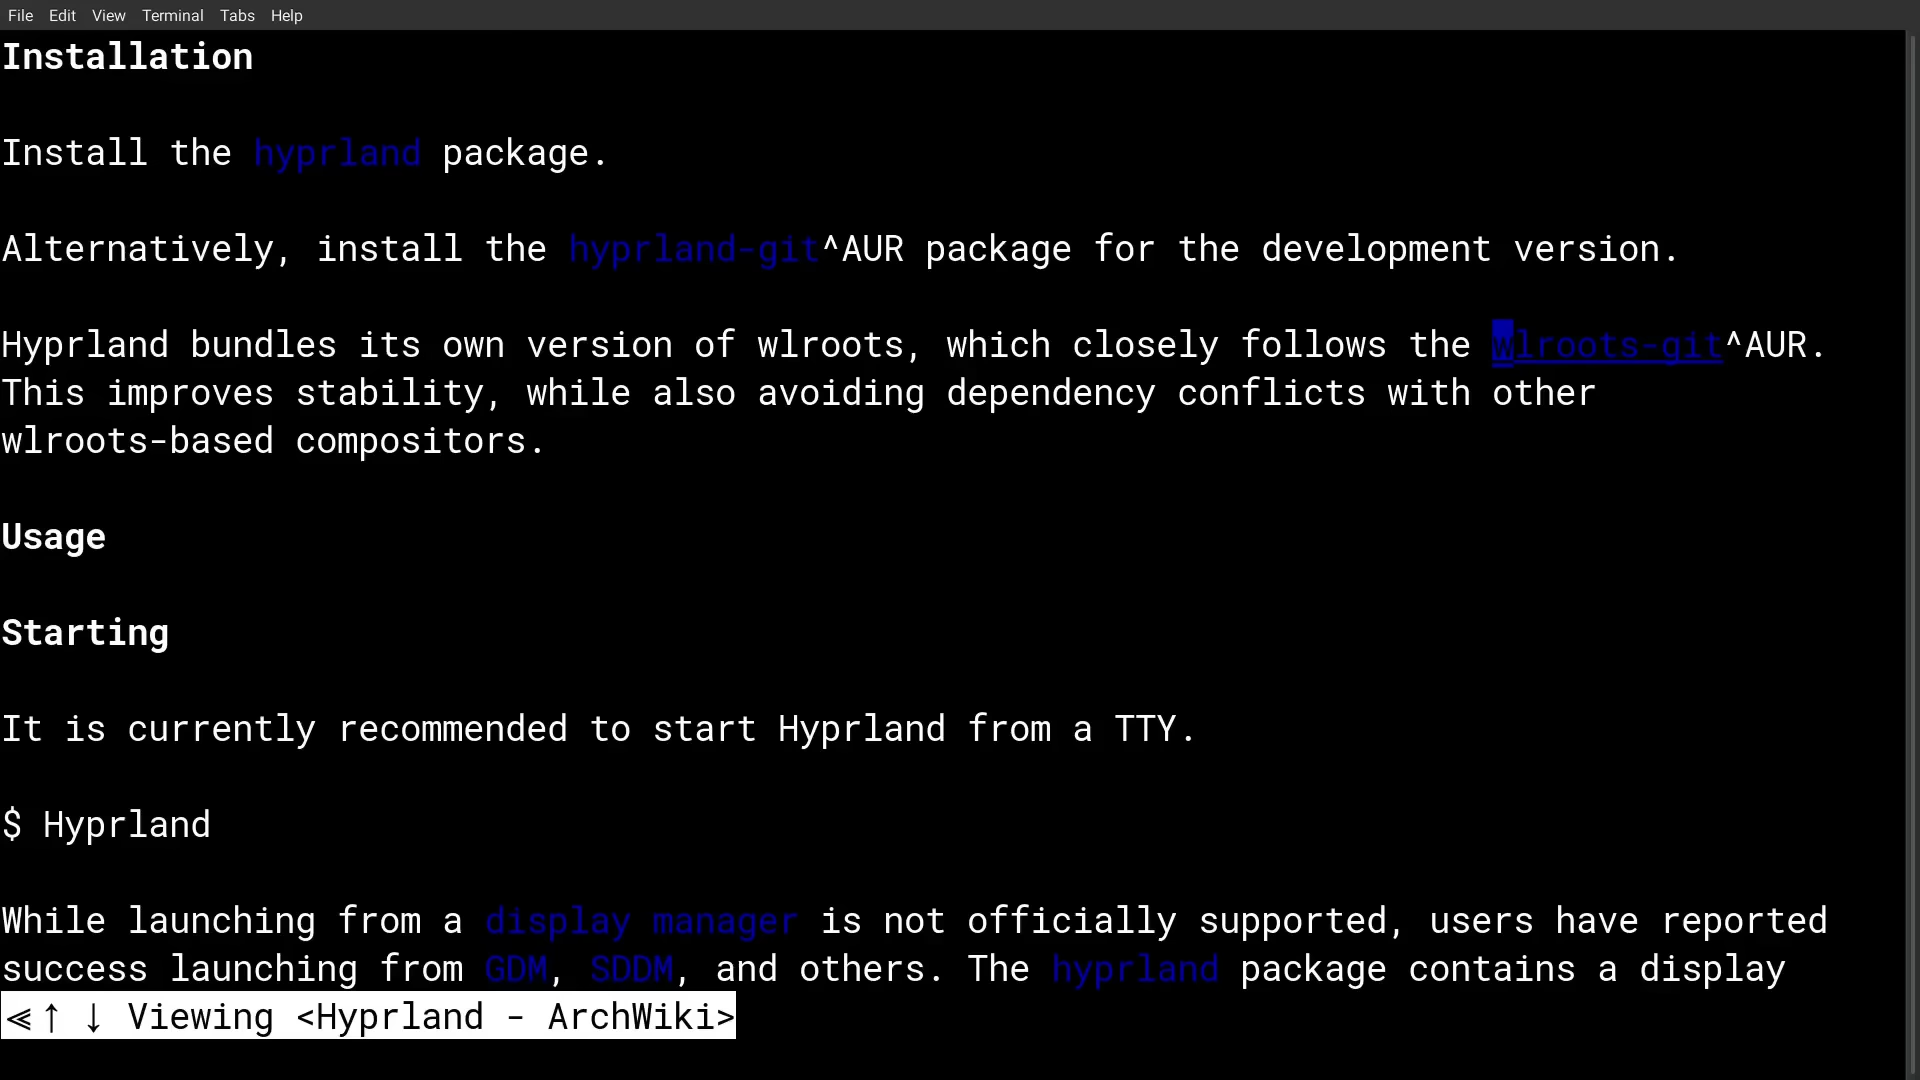 File Edit View Terminal Tabs Help
Installation
Install the hyprland package.
Alternatively, install the hyprland-git^AUR package for the development version.
Hyprland bundles its own version of wlroots, which closely follows the wlroots-git^AUR.
This improves stability, while also avoiding dependency conflicts with other
wlroots-based compositors.
Usage
Starting
It is currently recommended to start Hyprland from a TTY.
$ Hyprland
While launching from a display manager is not officially supported, users have reported
success launching from GDM, SDDM, and others. The hyprland package contains a display
≪↑ ↓ Viewing <Hyprland - ArchWiki>